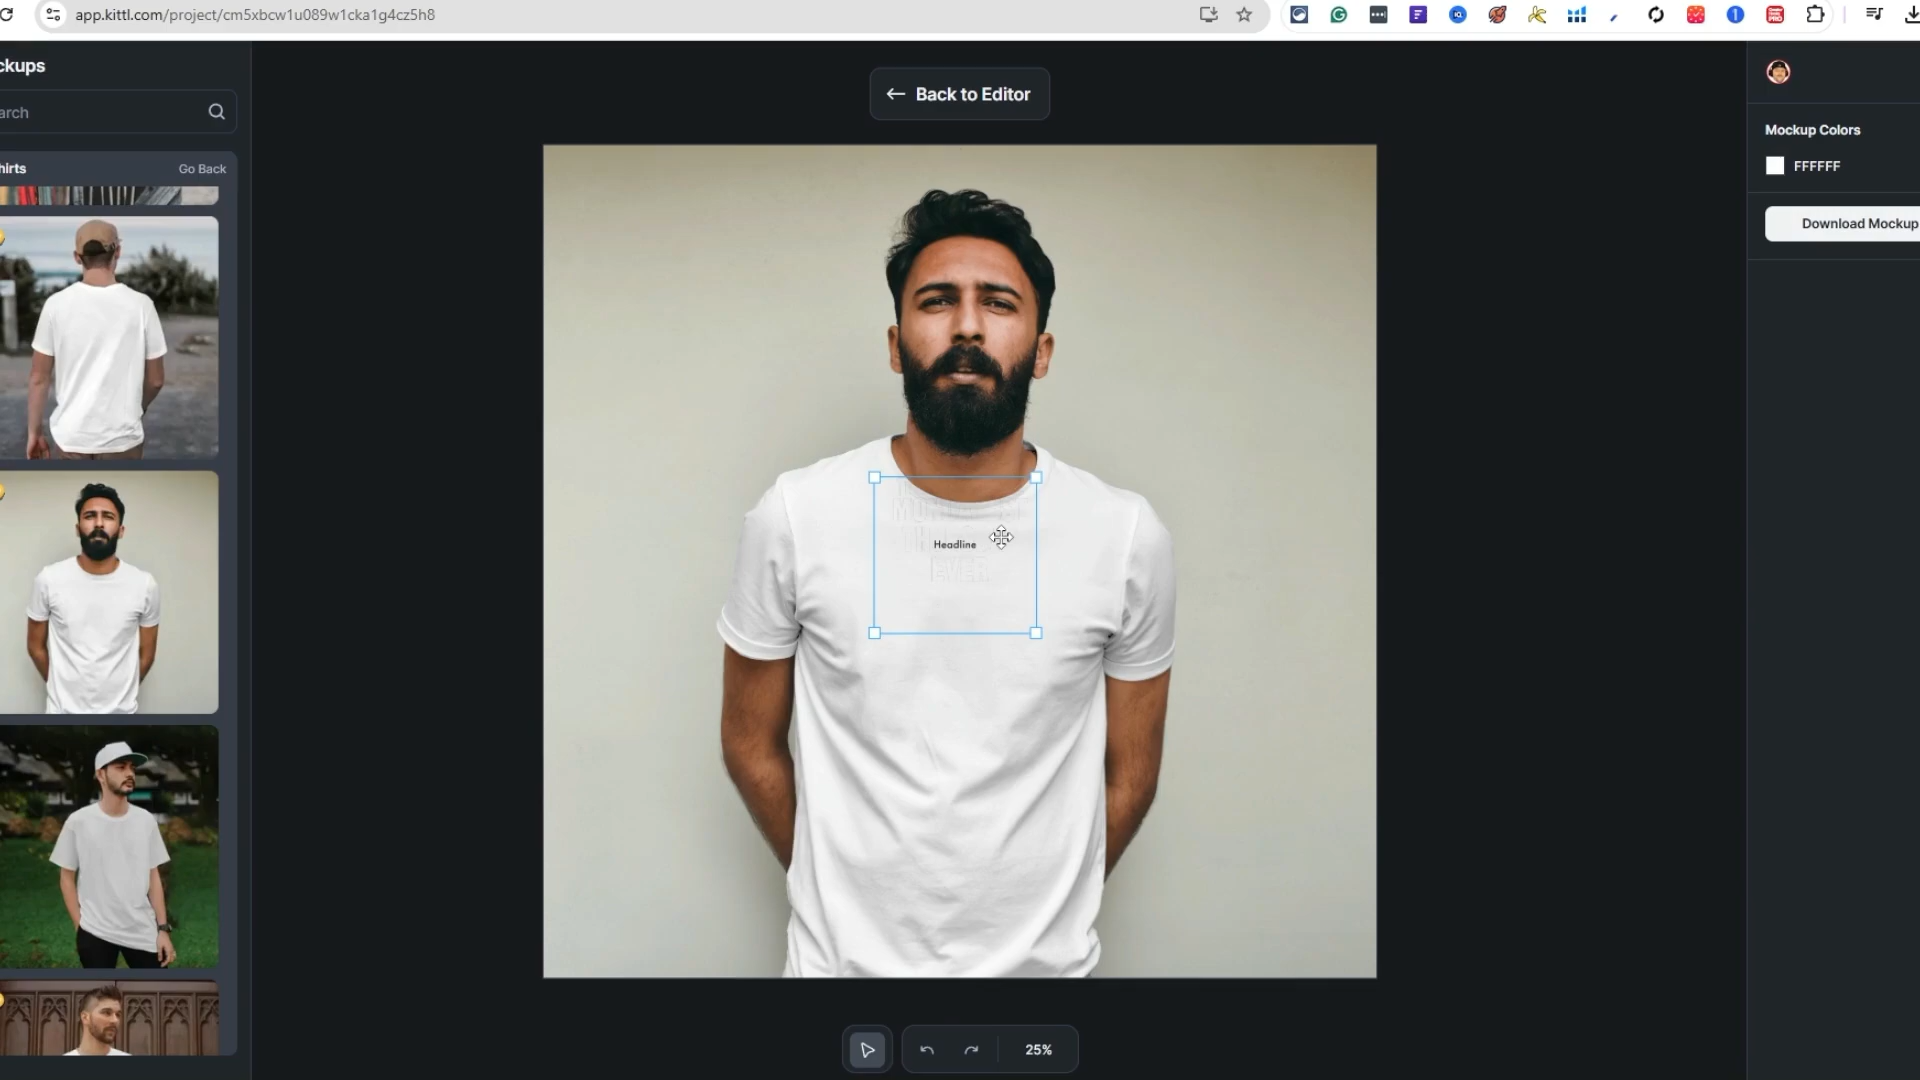 app.kittl.com/project/cm5xbcw1u089w1cka1g4cz5h8
ckups
arch
hirts
Go Back
Back to Editor
Headline
EVER
Mockup Colors
FFFFFF
Download Mockup
25%